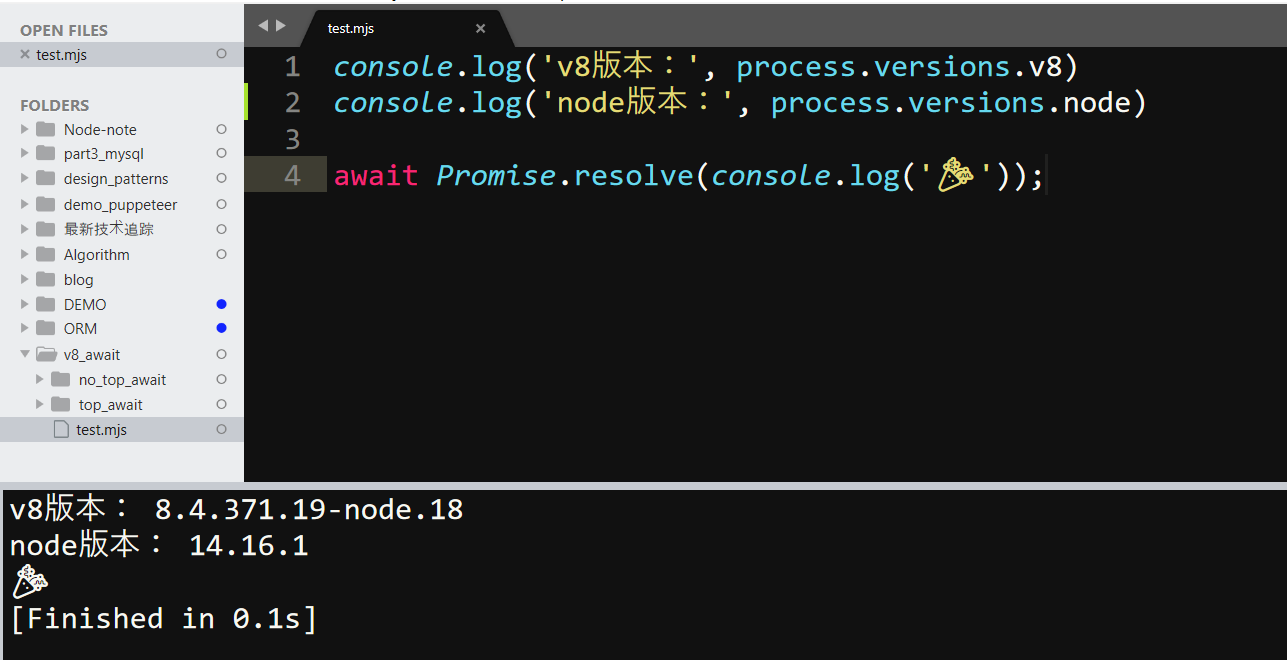 OPEN FILES
test.mjs
FOLDERS
Node-note
part3_mysql
design_patterns
demo_puppeteer
最新技术追踪
Algorithm
blog
DEMO
ORM
v8_await
no_top_await
top_await
test.mjs
test.mjs
1 console.log('v8版本：', process.versions.v8)
2 console.log('node版本：', process.versions.node)
3
4 await Promise.resolve(console.log('🎉'));
v8版本： 8.4.371.19-node.18
node版本： 14.16.1
🎉
[Finished in 0.1s]